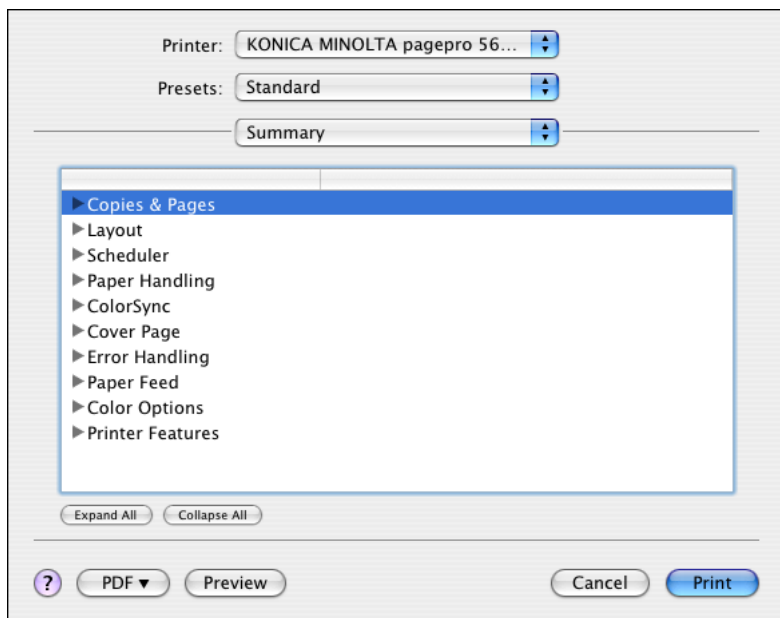 Printer: KONICA MINOLTA pagepro 56...
Presets: Standard
Summary
Copies & Pages
Layout
Scheduler
Paper Handling
ColorSync
Cover Page
Error Handling
Paper Feed
Color Options
Printer Features
Expand All Collapse All
? PDF▼ Preview Cancel Print